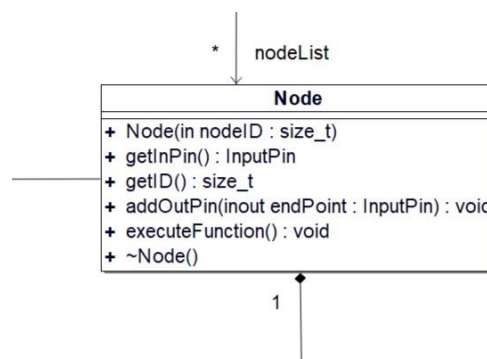 * nodeList
Node
+ Node(in nodeID : size_t)
+ getInPin() : InputPin
+ getID() : size_t
+ addOutPin(inout endPoint : InputPin) : void
+ executeFunction() : void
+ ~Node()
1